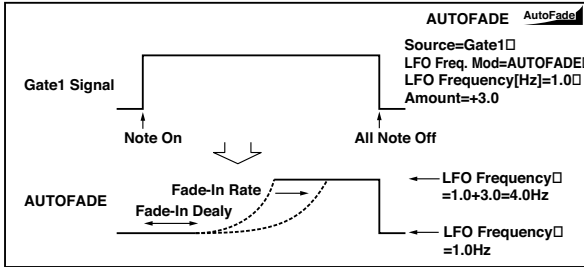 AUTOFADE AutoFade
Source=Gate1□
LFO Freq. Mod=AUTOFADE
LFO Frequency[Hz]=1.0□
Amount=+3.0
Gate1 Signal
Note On
All Note Off
AUTOFADE
Fade-In Rate
Fade-In Dealy
LFO Frequency□
=1.0+3.0=4.0Hz
LFO Frequency□
=1.0Hz